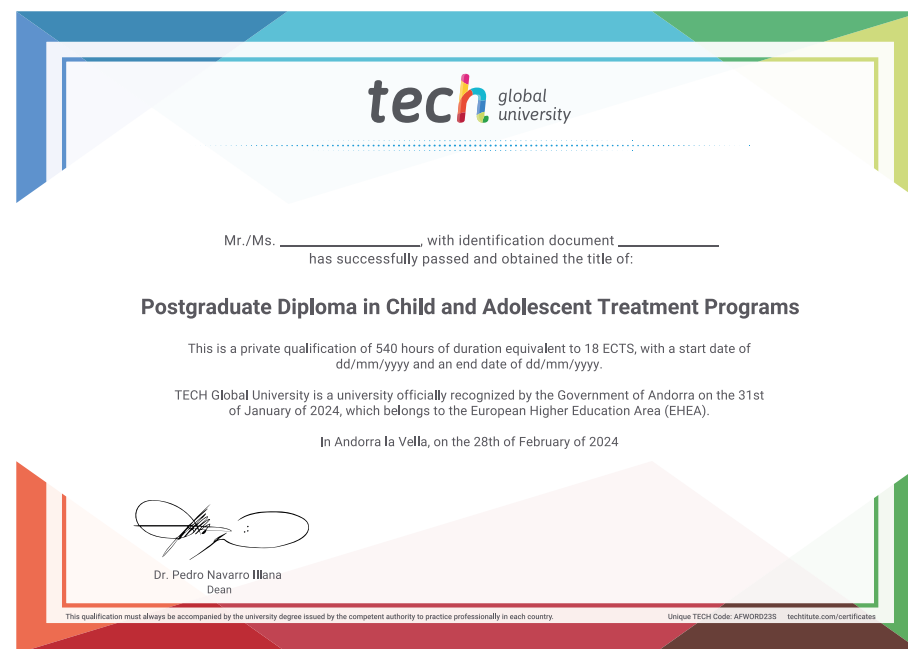 tech global
university
Mr./Ms. ____________________, with identification document ______________
has successfully passed and obtained the title of:
Postgraduate Diploma in Child and Adolescent Treatment Programs
This is a private qualification of 540 hours of duration equivalent to 18 ECTS, with a start date of
dd/mm/yyyy and an end date of dd/mm/yyyy.
TECH Global University is a university officially recognized by the Government of Andorra on the 31st
of January of 2024, which belongs to the European Higher Education Area (EHEA).
In Andorra la Vella, on the 28th of February of 2024
Dr. Pedro Navarro Illana
Dean
This qualification must always be accompanied by the university degree issued by the competent authority to practice professionally in each country.
Unique TECH Code: AFWORD23S techtitute.com/certificates